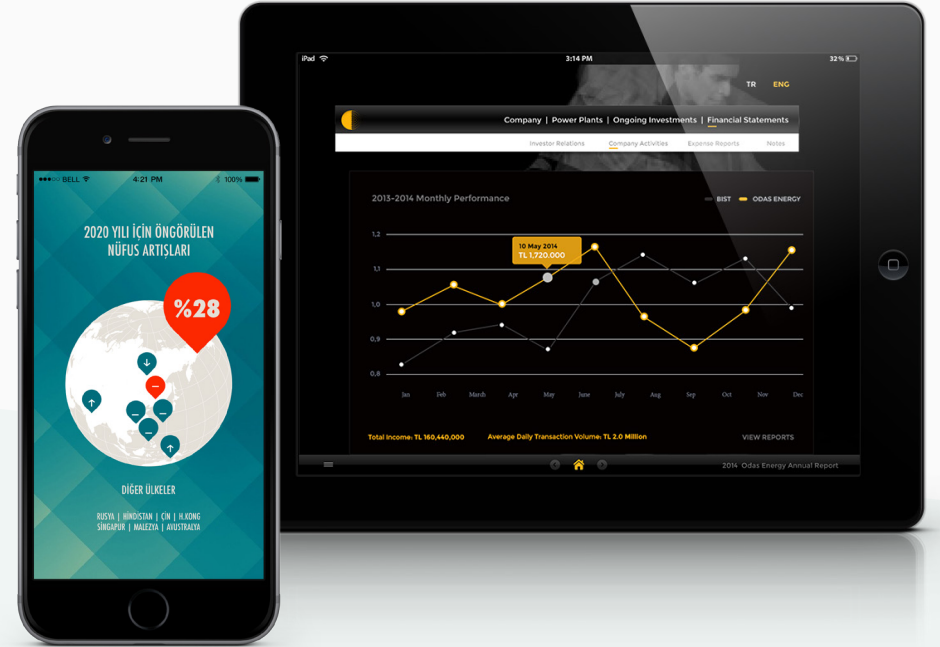 iPad 3:14 PM 32%
TR ENG
Company | Power Plants | Ongoing Investments | Financial Statements
Investor Relations Company Activities Expense Reports Notes
2013-2014 Monthly Performance
BIST ODAS ENERGY
1,2
10 May 2014
TL 1,720.000
1,1
1,0
0,9
0,8
Jan Feb March Apr May June July Aug Sep Oct Nov Dec
Total Income: TL 160,440,000 Average Daily Transaction Volume: TL 2.0 Million VIEW REPORTS
2014 Odas Energy Annual Report
BELL 4:21 PM 100%
2020 YILI İÇİN ÖNGÖRÜLEN
NÜFUS ARTIŞLARI
%28
DİĞER ÜLKELER
RUSYA | HİNDİSTAN | ÇİN | H.KONG
SİNGAPUR | MALEZYA | AVUSTRALYA